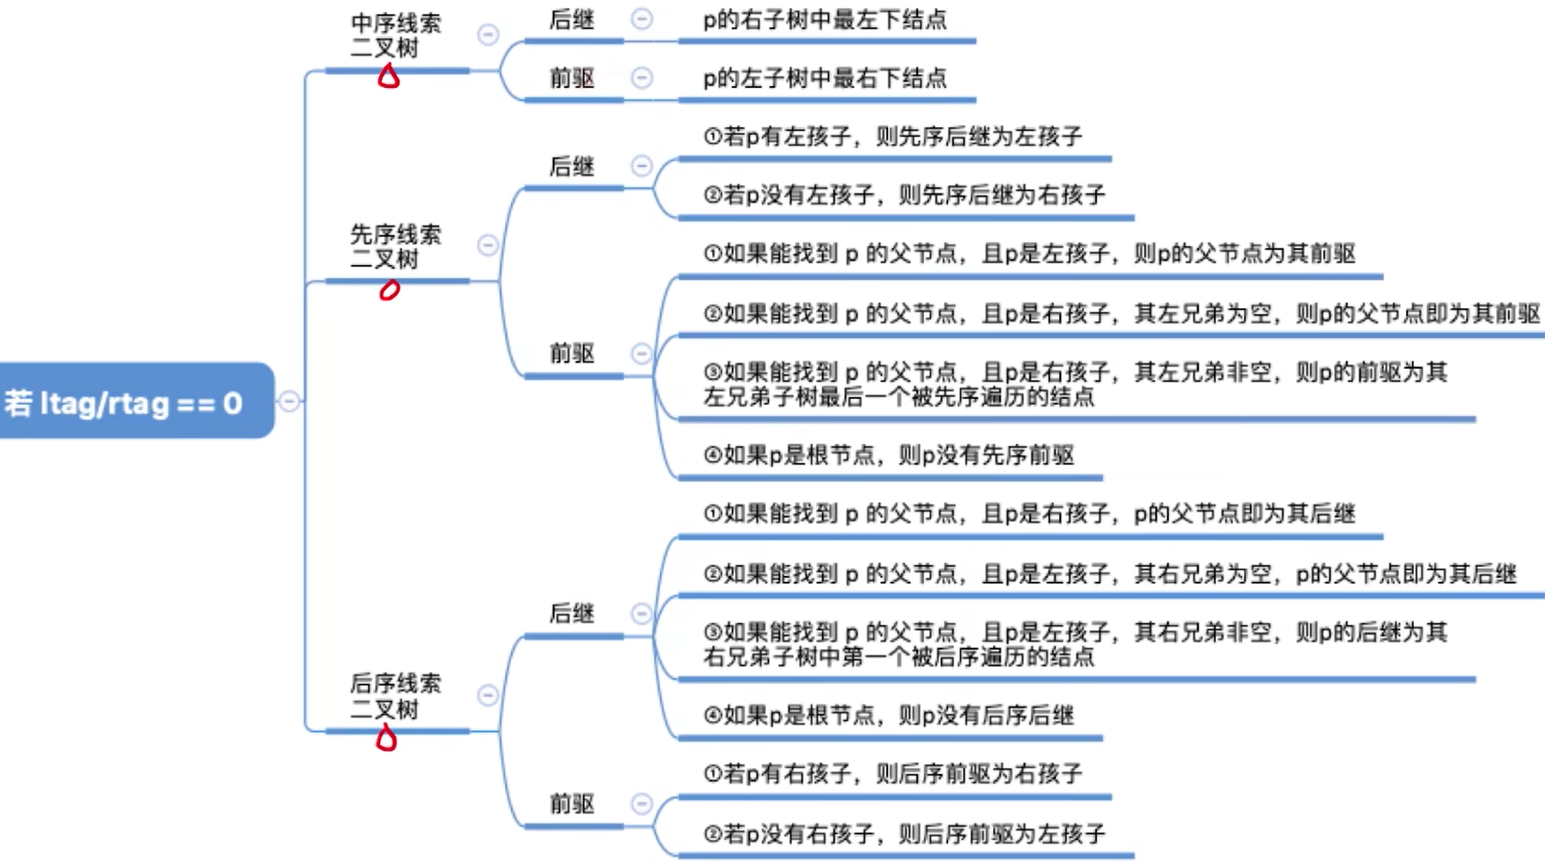 若 ltag/rtag == 0
中序线索
二叉树
后继
p的右子树中最左下结点
前驱
p的左子树中最右下结点
先序线索
二叉树
后继
①若p有左孩子，则先序后继为左孩子
②若p没有左孩子，则先序后继为右孩子
前驱
①如果能找到 p 的父节点，且p是左孩子，则p的父节点为其前驱
②如果能找到 p 的父节点，且p是右孩子，其左兄弟为空，则p的父节点即为其前驱
③如果能找到 p 的父节点，且p是右孩子，其左兄弟非空，则p的前驱为其
左兄弟子树最后一个被先序遍历的结点
④如果p是根节点，则p没有先序前驱
后序线索
二叉树
后继
①如果能找到 p 的父节点，且p是右孩子，p的父节点即为其后继
②如果能找到 p 的父节点，且p是左孩子，其右兄弟为空，p的父节点即为其后继
③如果能找到 p 的父节点，且p是左孩子，其右兄弟非空，则p的后继为其
右兄弟子树中第一个被后序遍历的结点
④如果p是根节点，则p没有后序后继
前驱
①若p有右孩子，则后序前驱为右孩子
②若p没有右孩子，则后序前驱为左孩子